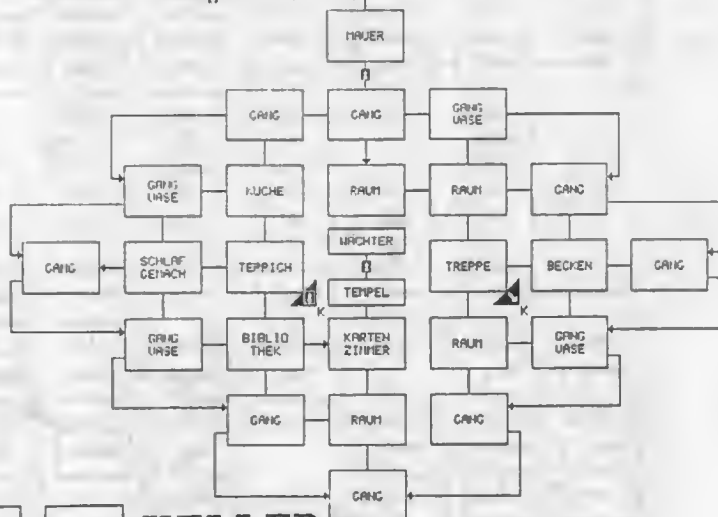 MAUER
GANG
GANG
GANG
VASE
GANG
VASE
KUCHE
RAUM
RAUM
GANG
WACHTER
GANG
SCHLAF
GEMACH
TEPPICH
TEMPEL
TREPPE
BECKEN
GANG
K
K
GANG
VASE
BIBLIO
THEK
KARTEN
ZIMMER
RAUM
GANG
VASE
GANG
RAUM
GANG
GANG